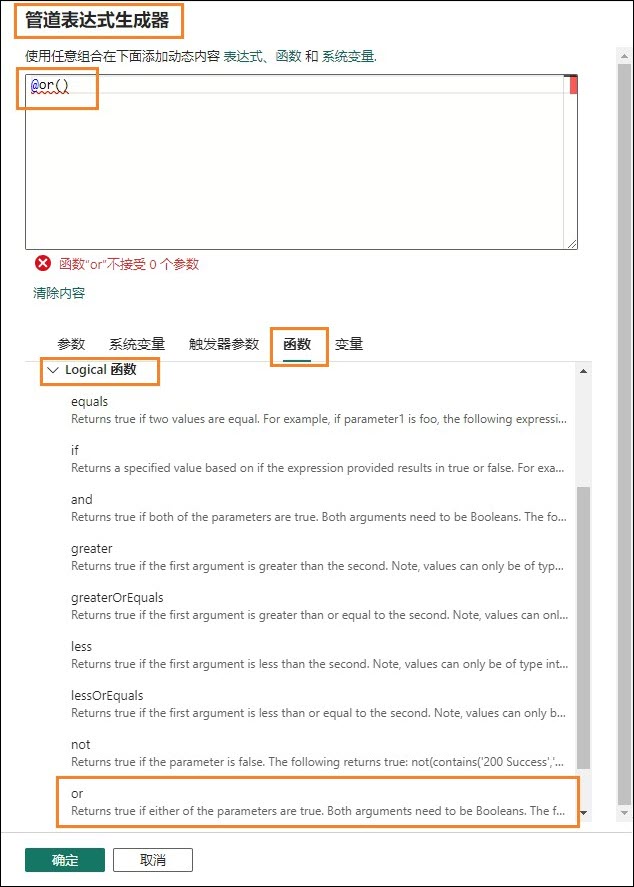 管道表达式生成器
使用任意组合在下面添加动态内容 表达式、函数 和 系统变量.
@or()
函数"or"不接受 0 个参数
清除内容
参数 系统变量 触发器参数 函数 变量
Logical 函数
equals
Returns true if two values are equal. For example, if parameter1 is foo, the following expressi...
if
Returns a specified value based on if the expression provided results in true or false. For exa...
and
Returns true if both of the parameters are true. Both arguments need to be Booleans. The fo...
greater
Returns true if the first argument is greater than the second. Note, values can only be of typ...
greaterOrEquals
Returns true if the first argument is greater than or equal to the second. Note, values can onl...
less
Returns true if the first argument is less than the second. Note, values can only be of type int...
lessOrEquals
Returns true if the first argument is less than or equal to the second. Note, values can only b...
not
Returns true if the parameter is false. The following returns true: not(contains('200 Success','...
or
Returns true if either of the parameters are true. Both arguments need to be Booleans. The f...
确定 取消